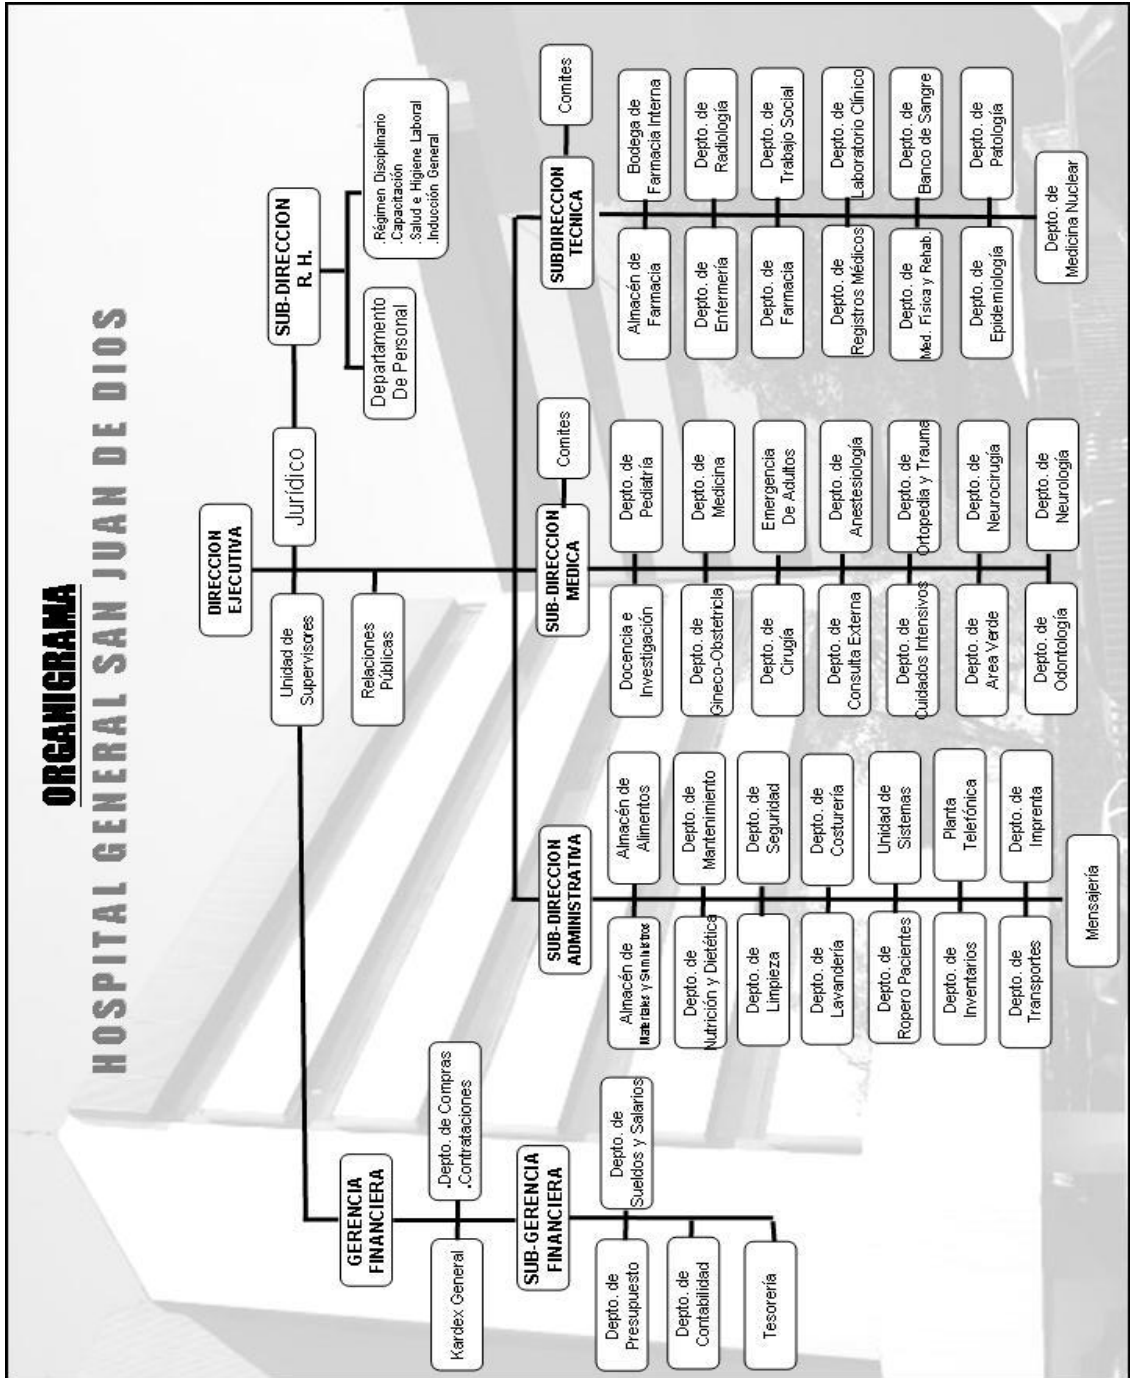 ORGANIGRAMA
HOSPITAL GENERAL SAN JUAN DE DIOS
DIRECCION
EJECUTIVA
Unidad de
Supervisores
Jurídico
SUB-DIRECCION
R. H.
Relaciones
Públicas
Departamento
De Personal
.Régimen Disciplinario
.Capacitación
.Salud e Higiene Laboral
.Inducción General
GERENCIA
FINANCIERA
Kardex General
.Depto. de Compras
.Contrataciones
SUB-GERENCIA
FINANCIERA
Depto. de
Presupuesto
Depto. de
Sueldos y Salarios
Depto. de
Contabilidad
Tesorería
SUB-DIRECCION
ADMINISTRATIVA
Almacén de
Materiales y Suministros
Almacén de
Alimentos
Depto. de
Nutrición y Dietética
Depto. de
Mantenimiento
Depto. de
Limpieza
Depto. de
Seguridad
Depto. de
Lavandería
Depto. de
Costurería
Depto. de
Ropero Pacientes
Unidad de
Sistemas
Depto. de
Inventarios
Planta
Telefónica
Depto. de
Transportes
Depto. de
Imprenta
Mensajería
SUB-DIRECCION
MEDICA
Comites
Docencia e
Investigación
Depto. de
Pediatría
Depto. de
Gineco-Obstetricia
Depto. de
Medicina
Depto. de
Cirugía
Emergencia
De Adultos
Depto. de
Consulta Externa
Depto. de
Anestesiología
Depto. de
Cuidados Intensivos
Depto. de
Ortopedia y Trauma
Depto. de
Area Verde
Depto. de
Neurocirugía
Depto. de
Odontología
Depto. de
Neurología
SUBDIRECCION
TECNICA
Comites
Almacén de
Farmacia
Bodega de
Farmacia Interna
Depto. de
Enfermería
Depto. de
Radiología
Depto. de
Farmacia
Depto. de
Trabajo Social
Depto. de
Registros Médicos
Depto. de
Laboratorio Clínico
Depto. de
Med. Física y Rehab.
Depto. de
Banco de Sangre
Depto. de
Epidemiología
Depto. de
Patología
Depto. de
Medicina Nuclear